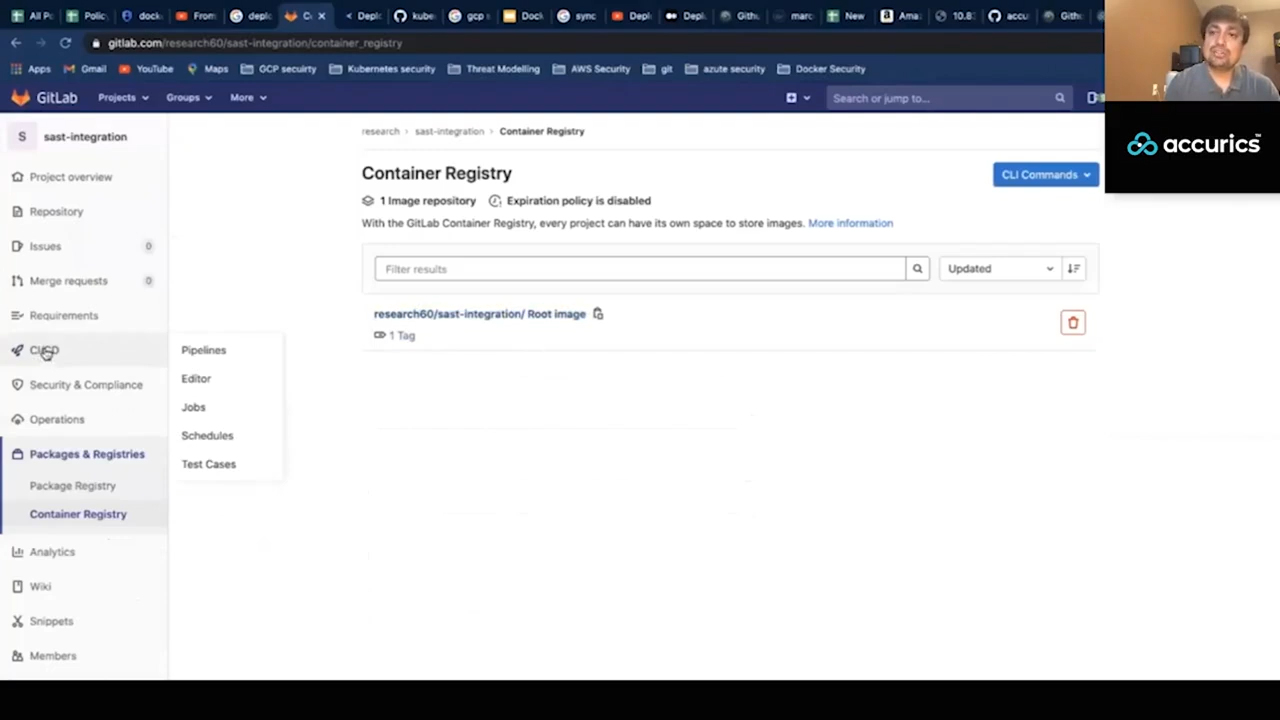 All Po
Policy
dock
From
deplo
Co
< Depl
kube
gcp s
Dock
sync
Depl
Depl
Githu
marc
New
Ama
10.8
accu
Githu
gitlab.com/research60/sast-integration/container_registry
Apps
Gmail
YouTube
Maps
GCP secuirty
Kubernetes security
Threat Modelling
AWS Security
git
azute security
Docker Security
GitLab
Projects
Groups
More
Search or jump to...
S
sast-integration
Project overview
Repository
Issues 0
Merge requests 0
Requirements
CI/CD
Security & Compliance
Operations
Packages & Registries
Package Registry
Container Registry
Analytics
Wiki
Snippets
Members
Pipelines
Editor
Jobs
Schedules
Test Cases
research › sast-integration › Container Registry
Container Registry
CLI Commands
1 Image repository Expiration policy is disabled
With the GitLab Container Registry, every project can have its own space to store images. More information
Filter results
Updated
research60/sast-integration/ Root image
1 Tag
accurics™